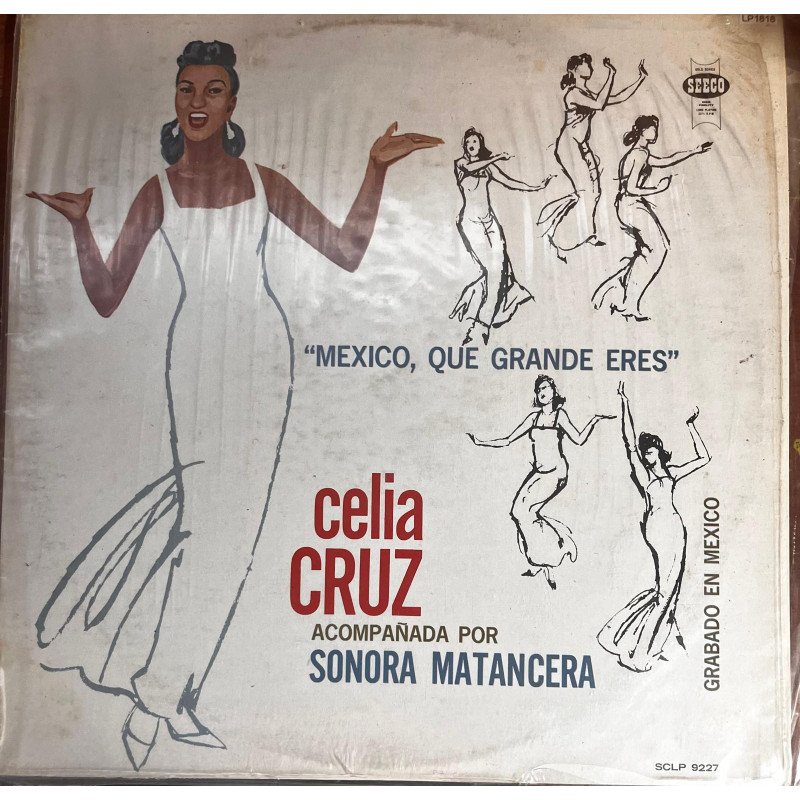 LP1818
SEECO
"MEXICO, QUE GRANDE ERES"
celia
CRUZ
ACOMPAÑADA POR
SONORA MATANCERA
GRABADO EN MEXICO
SCLP 9227